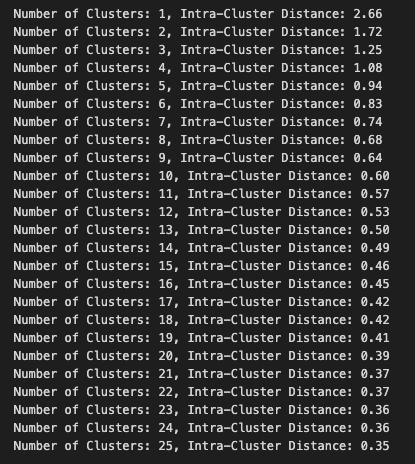 Number of Clusters: 1, Intra-Cluster Distance: 2.66
Number of Clusters: 2, Intra-Cluster Distance: 1.72
Number of Clusters: 3, Intra-Cluster Distance: 1.25
Number of Clusters: 4, Intra-Cluster Distance: 1.08
Number of Clusters: 5, Intra-Cluster Distance: 0.94
Number of Clusters: 6, Intra-Cluster Distance: 0.83
Number of Clusters: 7, Intra-Cluster Distance: 0.74
Number of Clusters: 8, Intra-Cluster Distance: 0.68
Number of Clusters: 9, Intra-Cluster Distance: 0.64
Number of Clusters: 10, Intra-Cluster Distance: 0.60
Number of Clusters: 11, Intra-Cluster Distance: 0.57
Number of Clusters: 12, Intra-Cluster Distance: 0.53
Number of Clusters: 13, Intra-Cluster Distance: 0.50
Number of Clusters: 14, Intra-Cluster Distance: 0.49
Number of Clusters: 15, Intra-Cluster Distance: 0.46
Number of Clusters: 16, Intra-Cluster Distance: 0.45
Number of Clusters: 17, Intra-Cluster Distance: 0.42
Number of Clusters: 18, Intra-Cluster Distance: 0.42
Number of Clusters: 19, Intra-Cluster Distance: 0.41
Number of Clusters: 20, Intra-Cluster Distance: 0.39
Number of Clusters: 21, Intra-Cluster Distance: 0.37
Number of Clusters: 22, Intra-Cluster Distance: 0.37
Number of Clusters: 23, Intra-Cluster Distance: 0.36
Number of Clusters: 24, Intra-Cluster Distance: 0.36
Number of Clusters: 25, Intra-Cluster Distance: 0.35